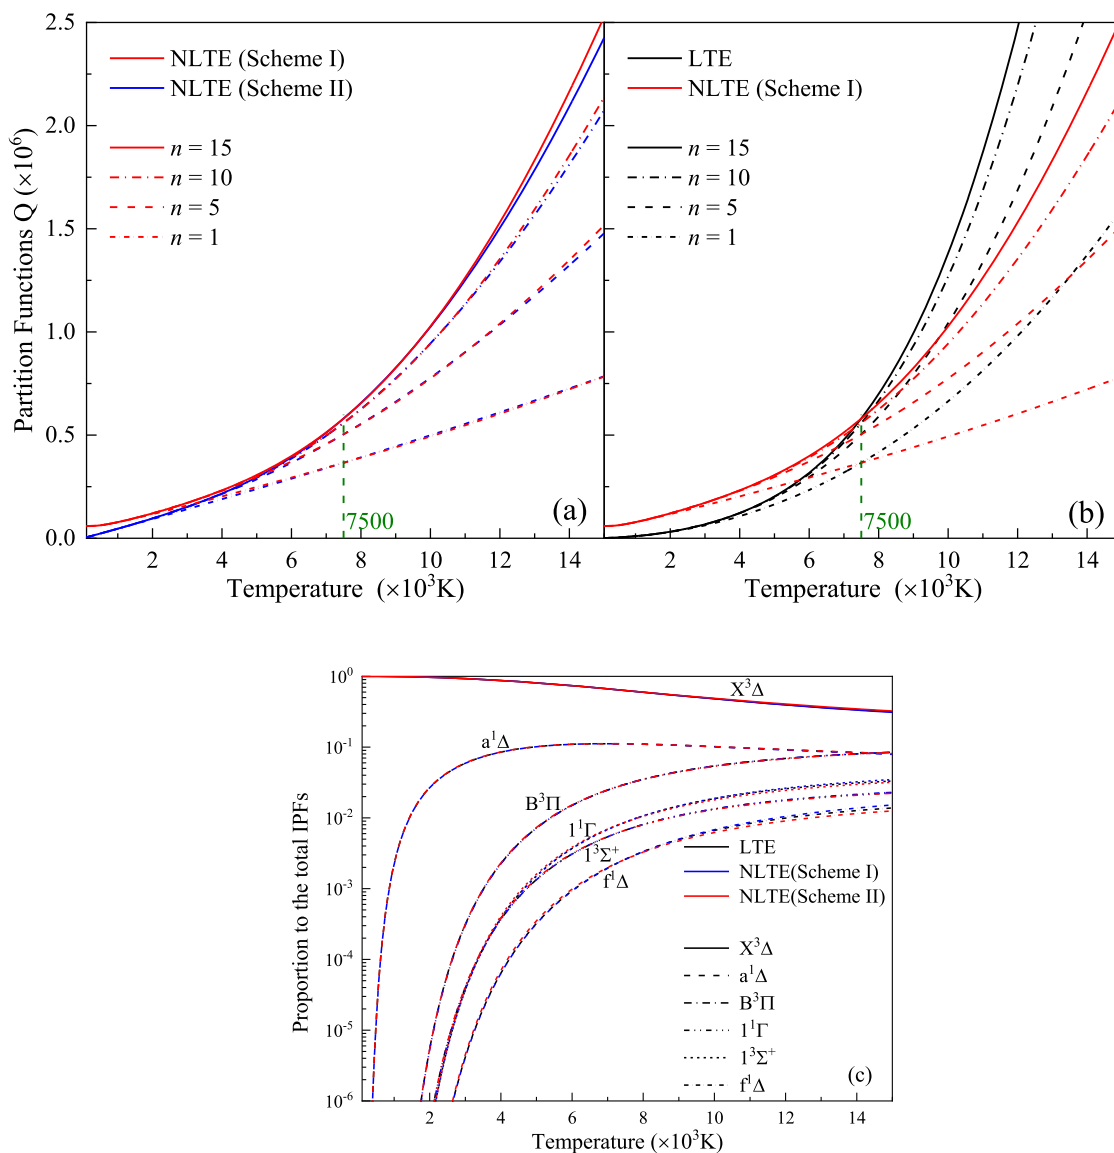 Partition Functions Q (×10⁶)
2.5
2.0
1.5
1.0
0.5
0.0
NLTE (Scheme I)
NLTE (Scheme II)
n = 15
n = 10
n = 5
n = 1
7500
(a)
2 4 6 8 10 12 14
Temperature (×10³K)
LTE
NLTE (Scheme I)
n = 15
n = 10
n = 5
n = 1
7500
(b)
2 4 6 8 10 12 14
Temperature (×10³K)
Proportion to the total IPFs
10⁰
10⁻¹
10⁻²
10⁻³
10⁻⁴
10⁻⁵
10⁻⁶
X³Δ
a¹Δ
B³Π
1¹Γ
1³Σ⁺
f¹Δ
LTE
NLTE(Scheme I)
NLTE(Scheme II)
X³Δ
a¹Δ
B³Π
1¹Γ
1³Σ⁺
f¹Δ
(c)
2 4 6 8 10 12 14
Temperature (×10³K)